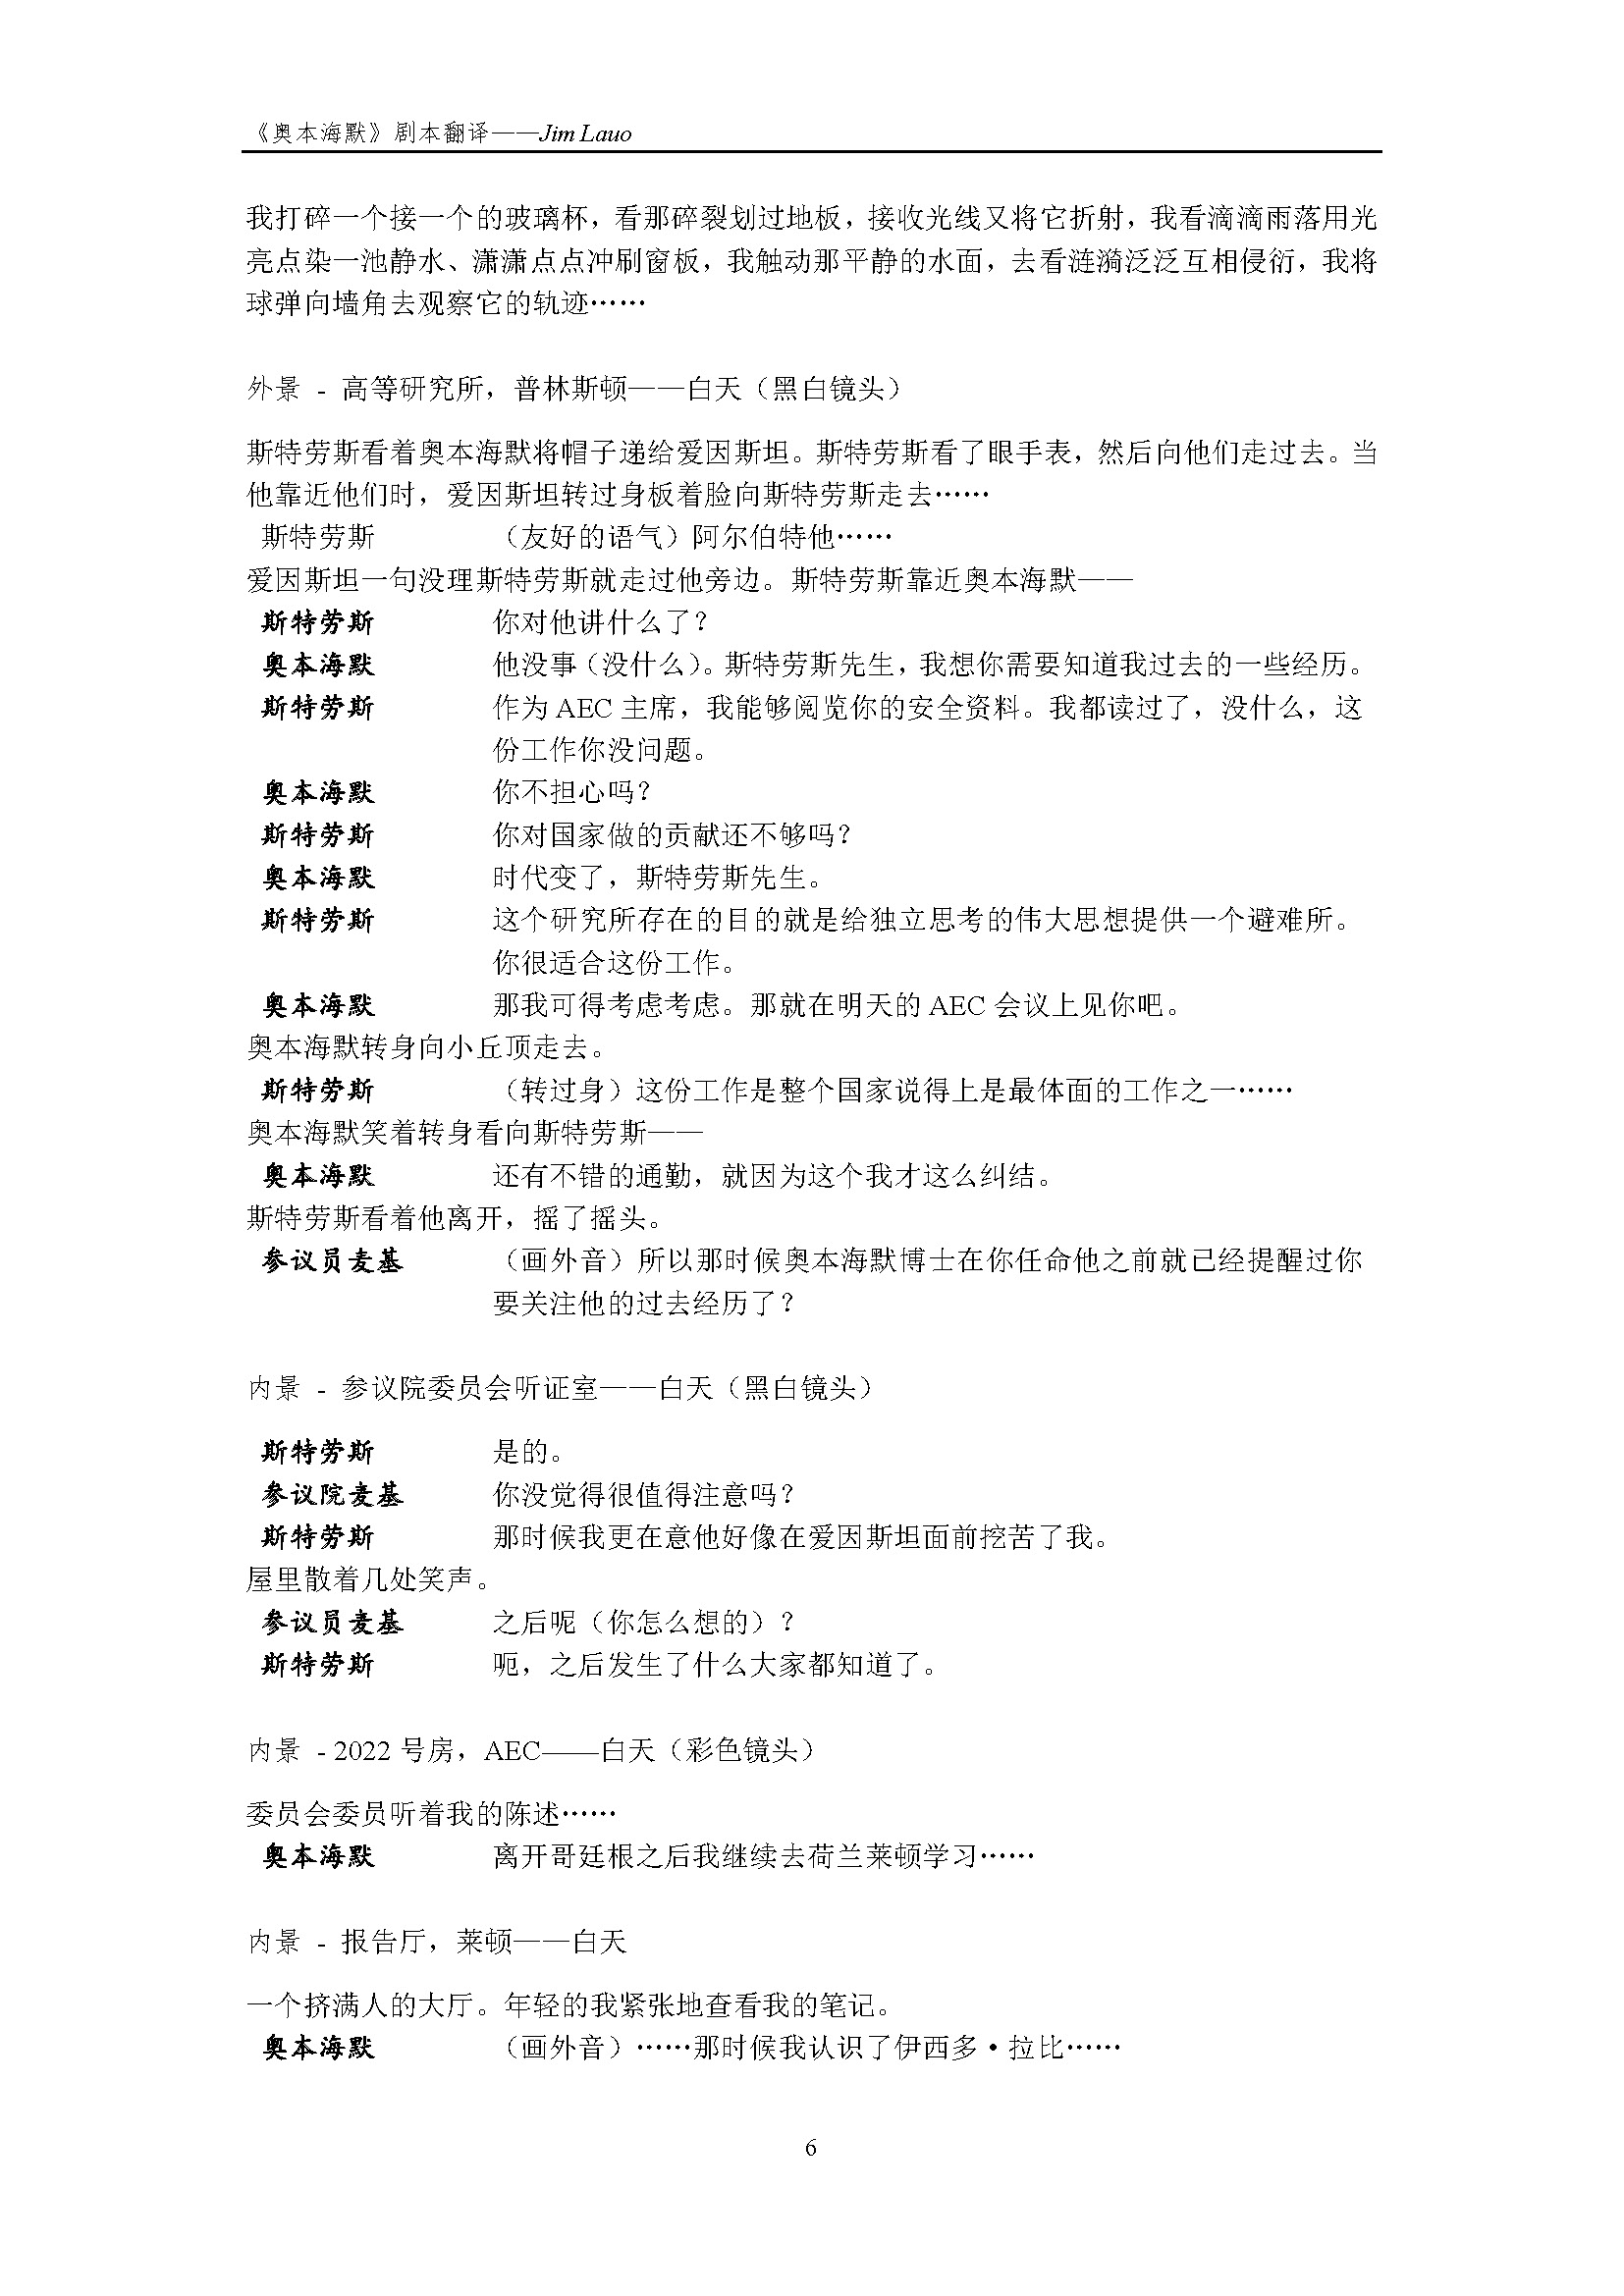 《奥本海默》剧本翻译——Jim Lauo
我打碎一个接一个的玻璃杯，看那碎裂划过地板，接收光线又将它折射，我看滴滴雨落用光
亮点染一池静水、潇潇点点冲刷窗板，我触动那平静的水面，去看涟漪泛泛互相侵衍，我将
球弹向墙角去观察它的轨迹……
外景 - 高等研究所，普林斯顿——白天（黑白镜头）
斯特劳斯看着奥本海默将帽子递给爱因斯坦。斯特劳斯看了眼手表，然后向他们走过去。当
他靠近他们时，爱因斯坦转过身板着脸向斯特劳斯走去……
斯特劳斯 （友好的语气）阿尔伯特他……
爱因斯坦一句没理斯特劳斯就走过他旁边。斯特劳斯靠近奥本海默——
斯特劳斯 你对他讲什么了？
奥本海默 他没事（没什么）。斯特劳斯先生，我想你需要知道我过去的一些经历。
斯特劳斯 作为 AEC 主席，我能够阅览你的安全资料。我都读过了，没什么，这
份工作你没问题。
奥本海默 你不担心吗？
斯特劳斯 你对国家做的贡献还不够吗？
奥本海默 时代变了，斯特劳斯先生。
斯特劳斯 这个研究所存在的目的就是给独立思考的伟大思想提供一个避难所。
你很适合这份工作。
奥本海默 那我可得考虑考虑。那就在明天的 AEC 会议上见你吧。
奥本海默转身向小丘顶走去。
斯特劳斯 （转过身）这份工作是整个国家说得上是最体面的工作之一……
奥本海默笑着转身看向斯特劳斯——
奥本海默 还有不错的通勤，就因为这个我才这么纠结。
斯特劳斯看着他离开，摇了摇头。
参议员麦基 （画外音）所以那时候奥本海默博士在你任命他之前就已经提醒过你
要关注他的过去经历了？
内景 - 参议院委员会听证室——白天（黑白镜头）
斯特劳斯 是的。
参议院麦基 你没觉得很值得注意吗？
斯特劳斯 那时候我更在意他好像在爱因斯坦面前挖苦了我。
屋里散着几处笑声。
参议员麦基 之后呢（你怎么想的）？
斯特劳斯 呃，之后发生了什么大家都知道了。
内景 - 2022 号房，AEC——白天（彩色镜头）
委员会委员听着我的陈述……
奥本海默 离开哥廷根之后我继续去荷兰莱顿学习……
内景 - 报告厅，莱顿——白天
一个挤满人的大厅。年轻的我紧张地查看我的笔记。
奥本海默 （画外音）……那时候我认识了伊西多·拉比……
6